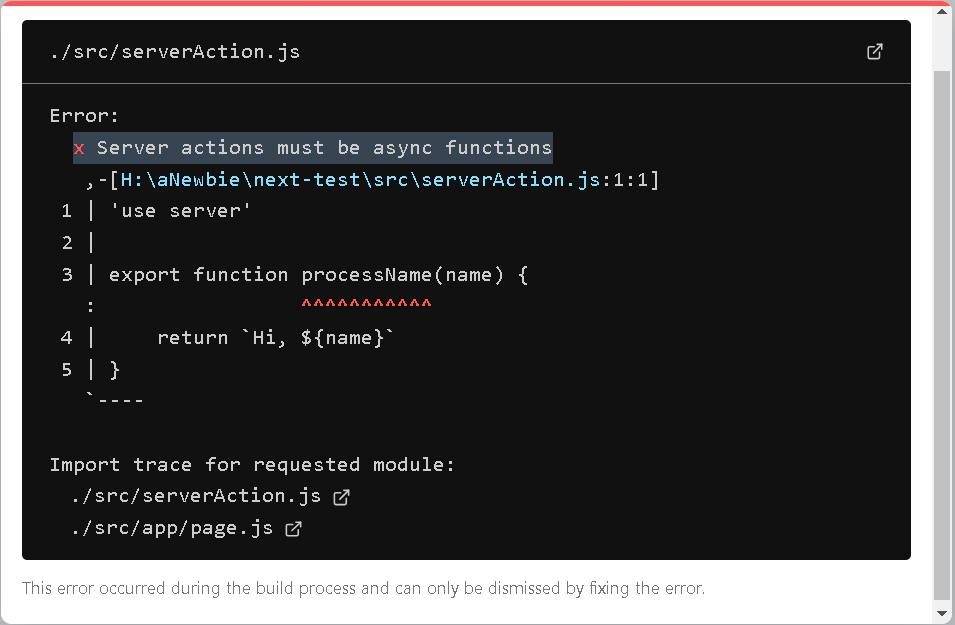 ./src/serverAction.js
Error:
x Server actions must be async functions
,-[H:\aNewbie\next-test\src\serverAction.js:1:1]
1 | 'use server'
2 |
3 | export function processName(name) {
: ^^^^^^^^^^^
4 |     return `Hi, ${name}`
5 | }
`----
Import trace for requested module:
./src/serverAction.js
./src/app/page.js
This error occurred during the build process and can only be dismissed by fixing the error.